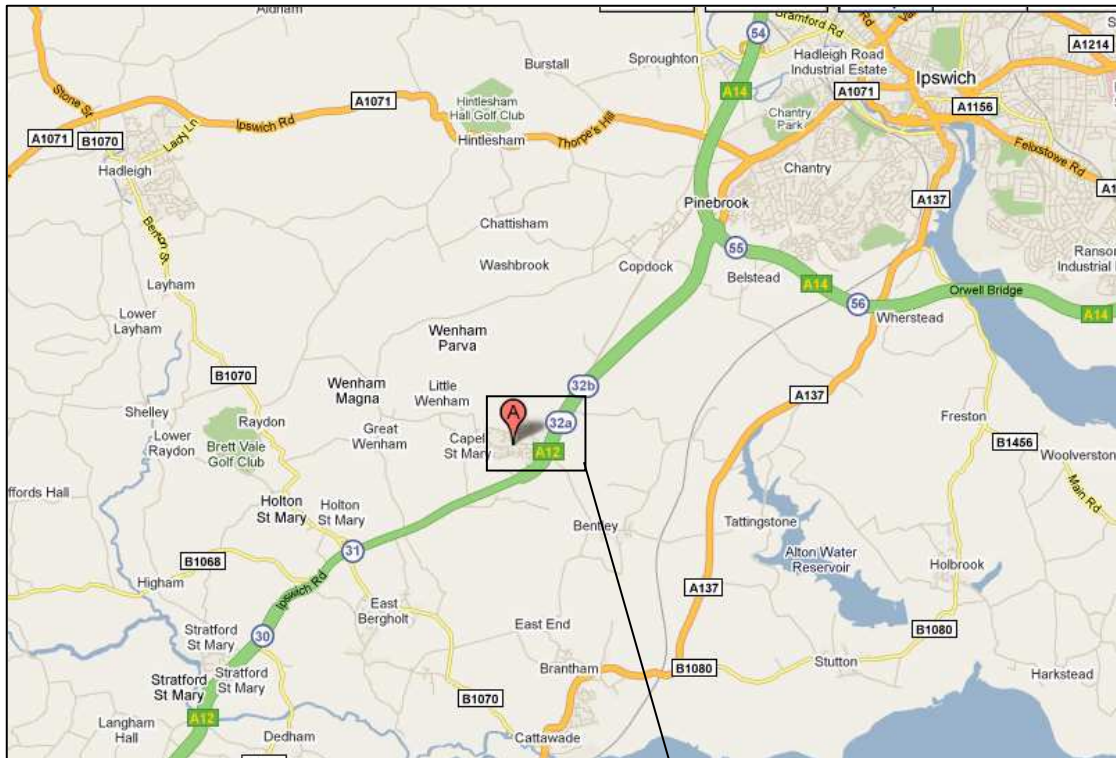 Aldham
Bramford Rd
Rd
54
Hadleigh Road
Industrial Estate
A1214
Sproughton
Burstall
Ipswich
A14
A1071
A1156
Stone St
Hintlesham
Hall Golf Club
Chantry
Park
A1071
Ipswich Rd
Lady Ln
A1071
B1070
Hintlesham
Thorpe's Hill
Felixstowe Rd
Hadleigh
Chantry
A137
Pinebrook
Benton St
Chattisham
55
Washbrook
Copdock
Belstead
A14
Layham
Orwell Bridge
56
Wherstead
A14
Lower
Layham
Wenham
Parva
B1070
32b
Wenham
Magna
Little
Wenham
A137
Shelley
A
32a
Freston
Raydon
Great
Wenham
Capel
St Mary
A12
B1456
Lower
Raydon
Brett Vale
Golf Club
Woolverston
Main Rd
ffords Hall
Holton
St Mary
Holton
St Mary
Bentley
Tattingstone
31
B1068
Alton Water
Reservoir
Holbrook
Higham
Ipswich Rd
A137
East
Bergholt
30
Stratford
St Mary
East End
B1080
Stratford
St Mary
Brantham
B1080
Stutton
Harkstead
Stratford
St Mary
B1070
Langham
Hall
A12
Dedham
Cattawade